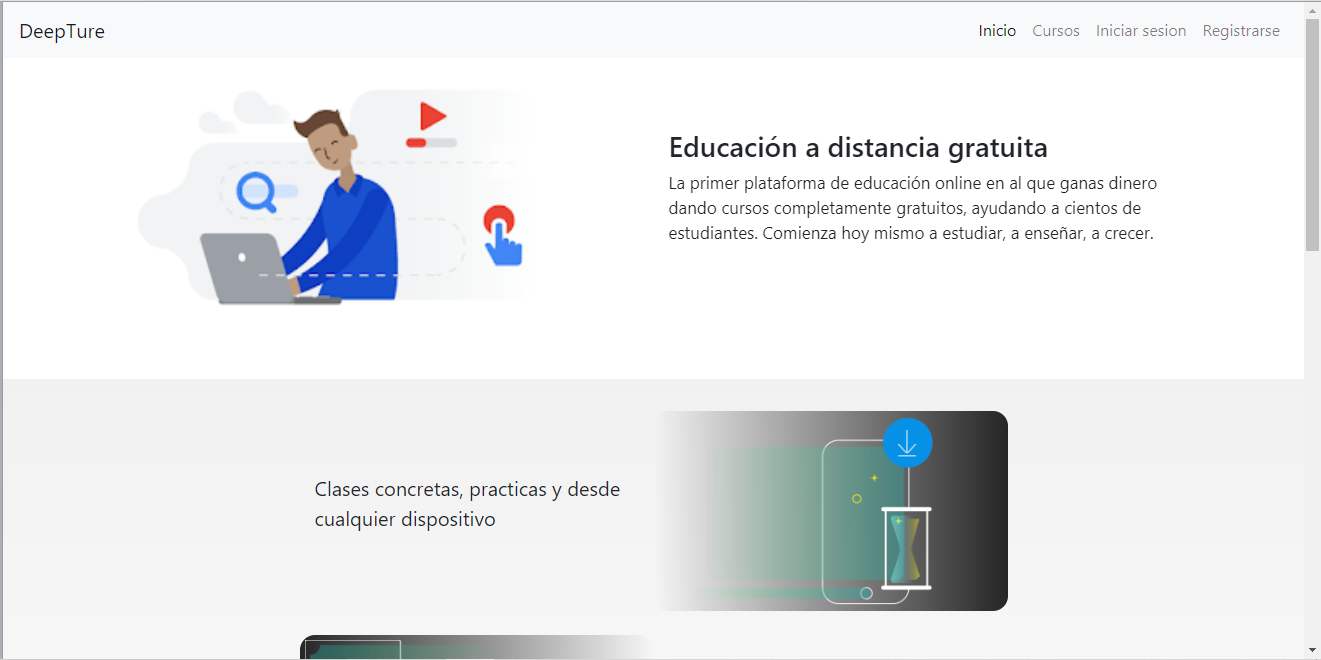 DeepTure
Inicio Cursos Iniciar sesion Registrarse
Educación a distancia gratuita
La primer plataforma de educación online en al que ganas dinero
dando cursos completamente gratuitos, ayudando a cientos de
estudiantes. Comienza hoy mismo a estudiar, a enseñar, a crecer.
Clases concretas, practicas y desde
cualquier dispositivo